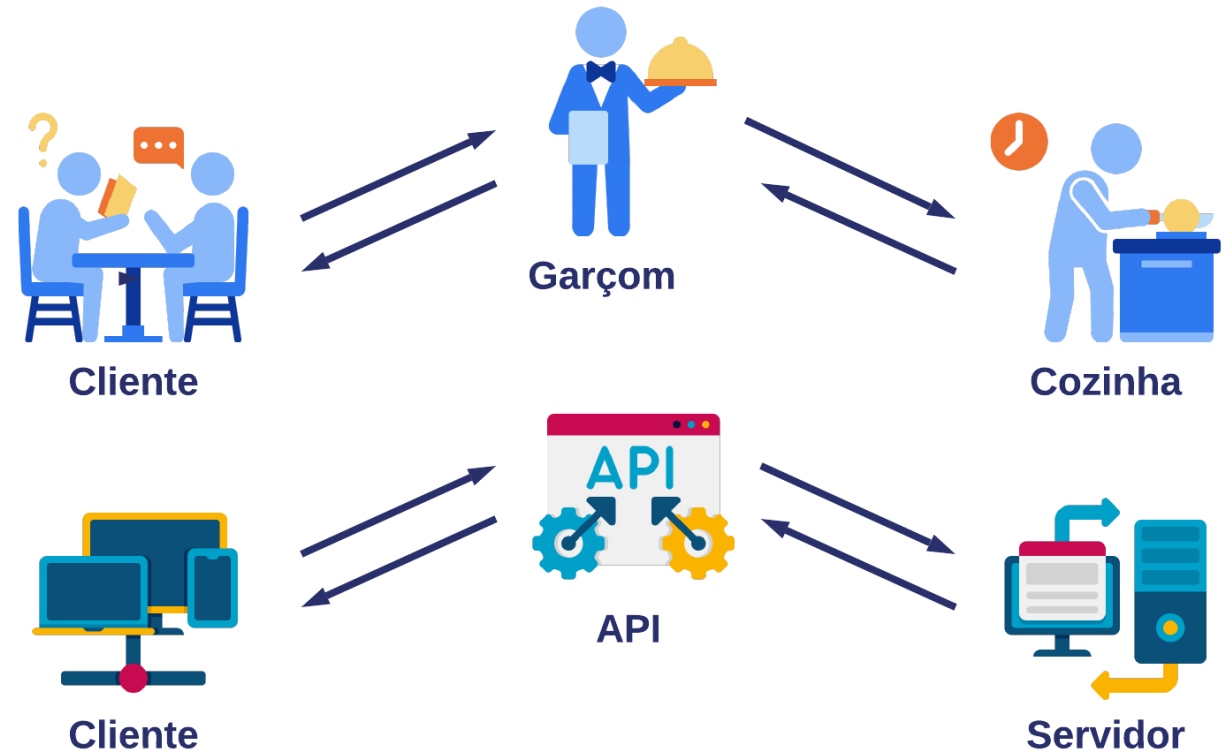 Garçom
Cliente
Cozinha
API
API
Cliente
Servidor